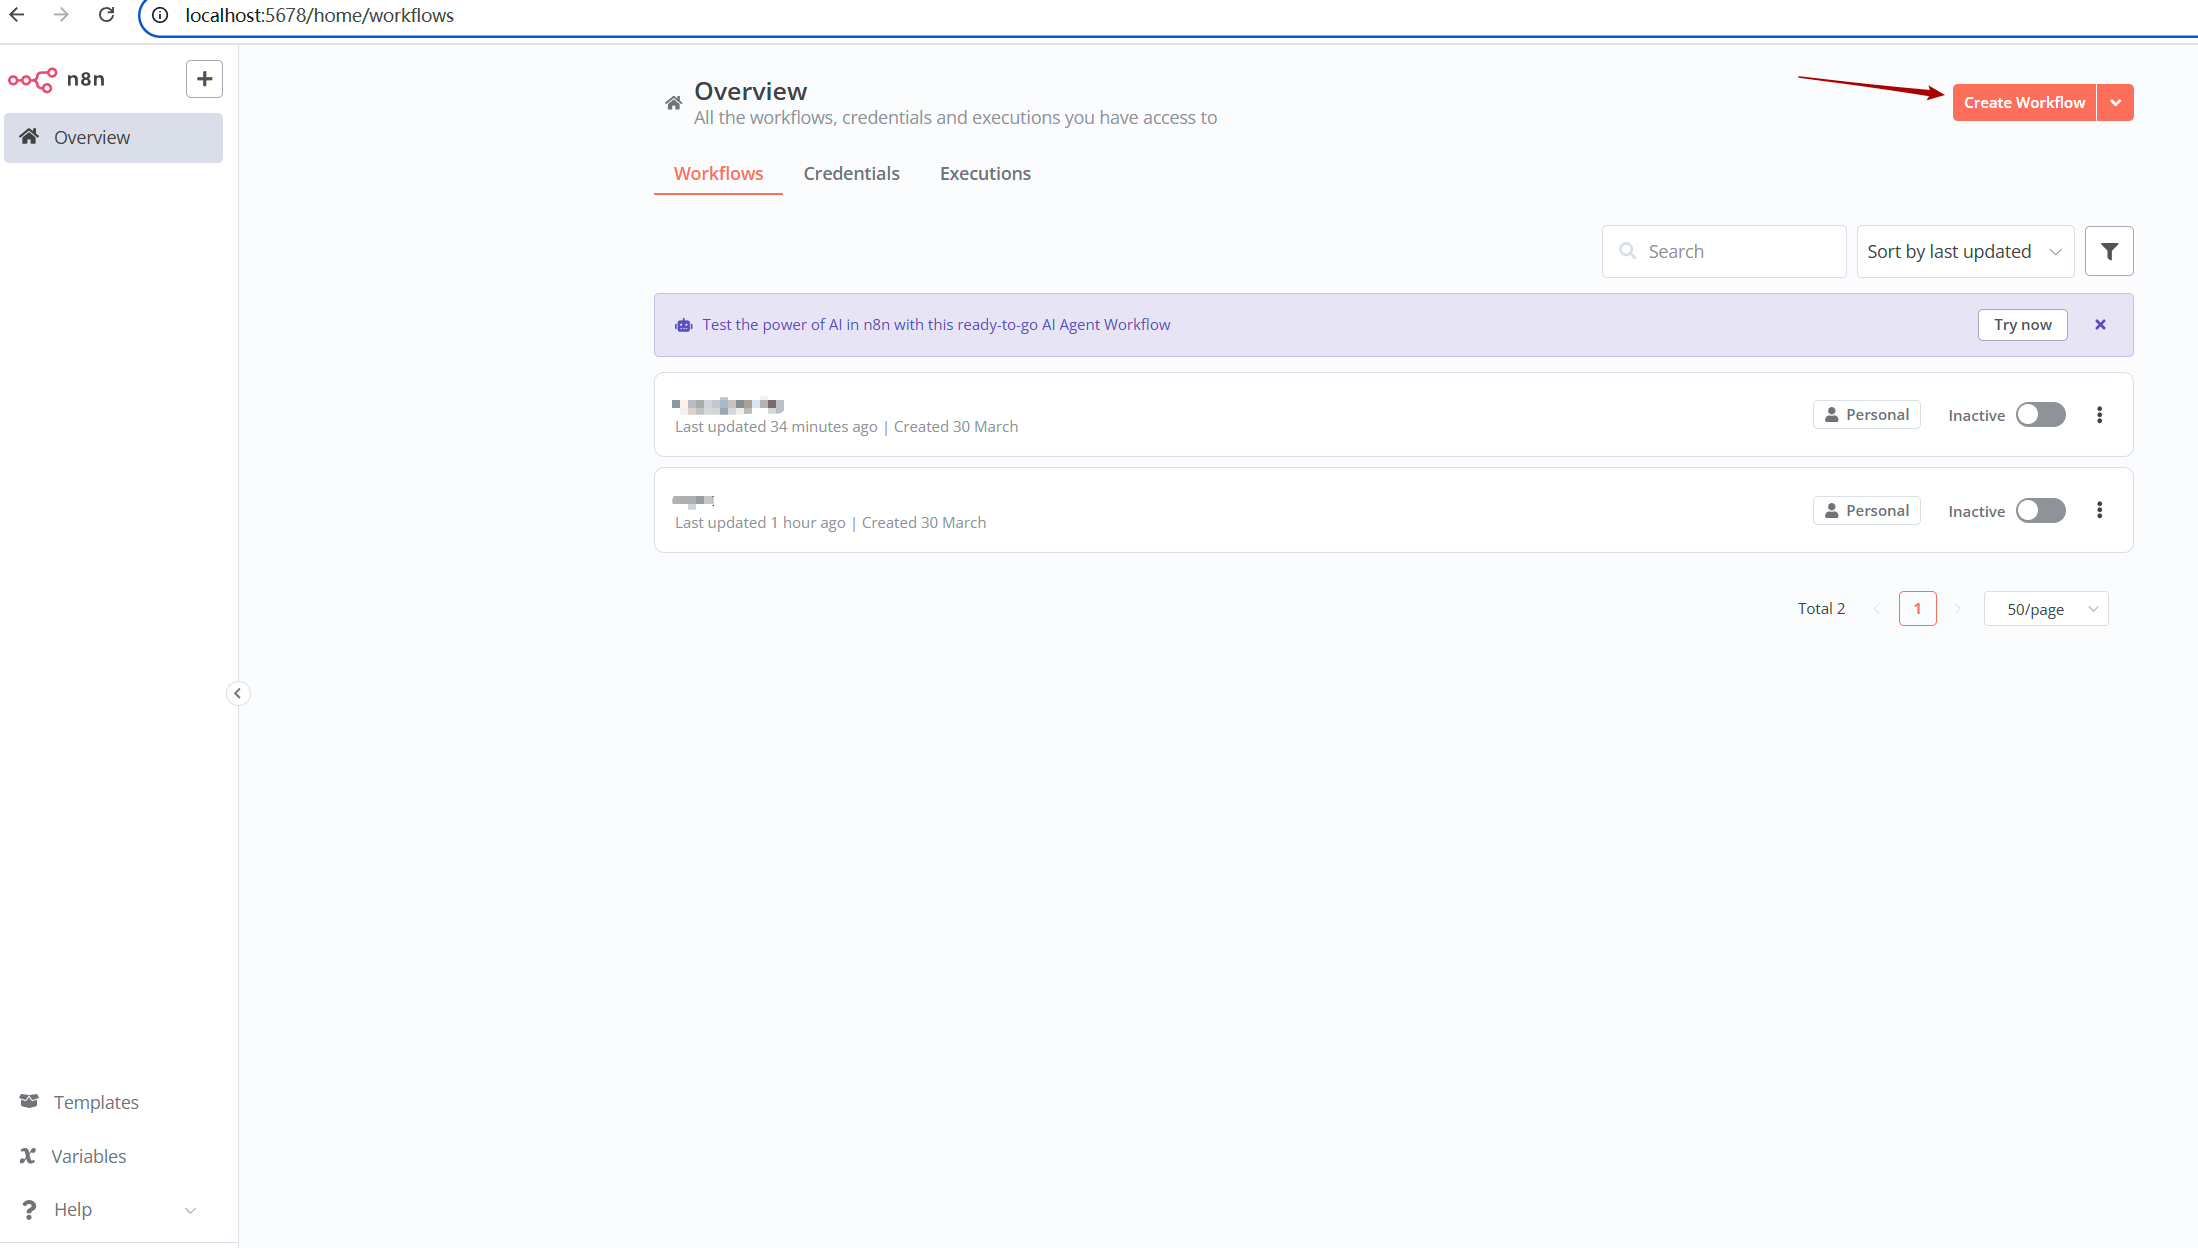 localhost:5678/home/workflows
n8n
Overview
Overview
All the workflows, credentials and executions you have access to
Create Workflow
Workflows
Credentials
Executions
Search
Sort by last updated
Test the power of AI in n8n with this ready-to-go AI Agent Workflow
Try now
Last updated 34 minutes ago | Created 30 March
Personal
Inactive
Last updated 1 hour ago | Created 30 March
Personal
Inactive
Total 2
1
50/page
Templates
Variables
Help